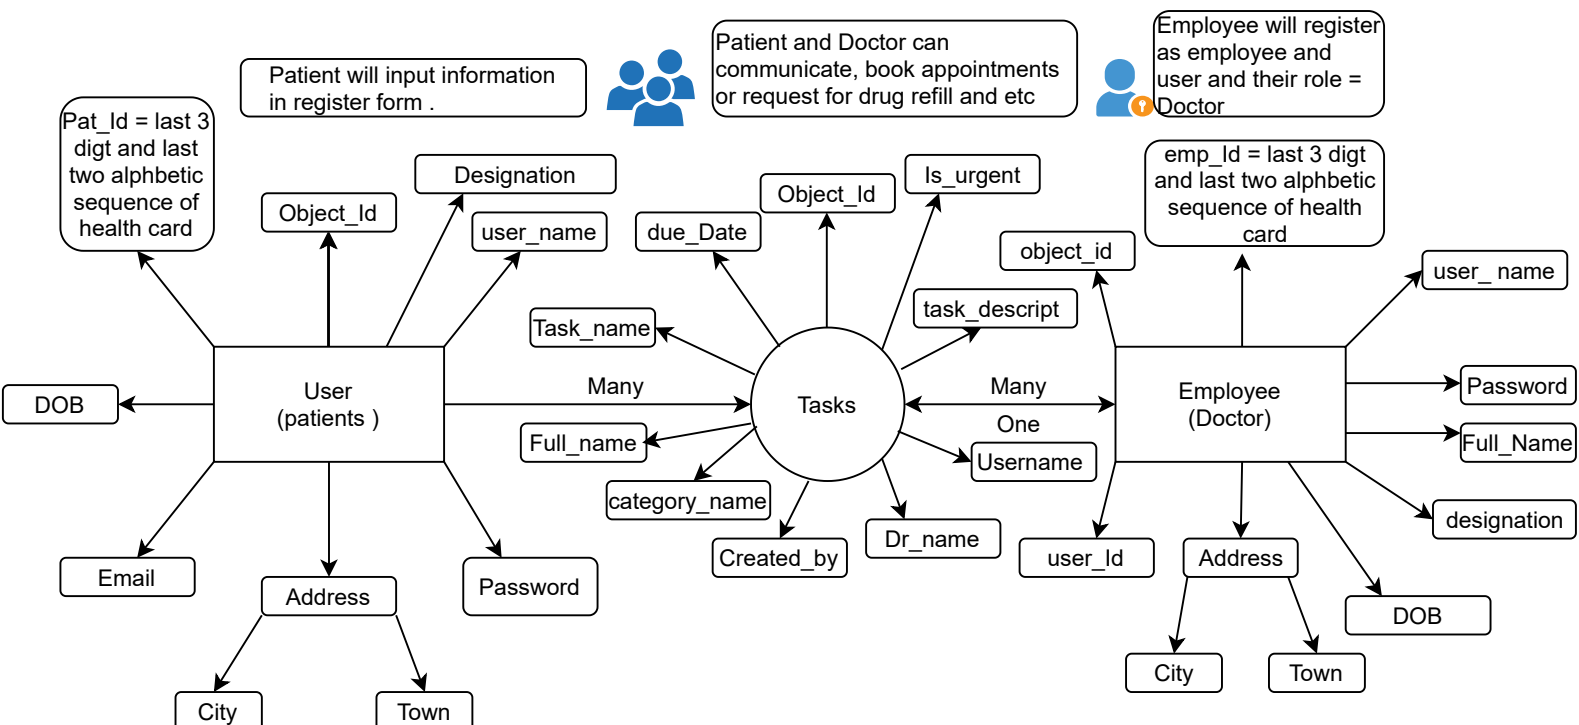 Patient will input information
in register form .
Patient and Doctor can
communicate, book appointments
or request for drug refill and etc
Employee will register
as employee and
user and their role =
Doctor
Pat_Id = last 3
digt and last
two alphbetic
sequence of
health card
Object_Id
Designation
user_name
due_Date
Object_Id
Is_urgent
emp_Id = last 3 digt
and last two alphbetic
sequence of health
card
object_id
user_ name
Task_name
task_descript
DOB
User
(patients )
Many
Tasks
Many
One
Employee
(Doctor)
Password
Full_Name
Full_name
Username
category_name
designation
Created_by
Dr_name
user_Id
Address
Email
Address
Password
DOB
City
Town
City
Town